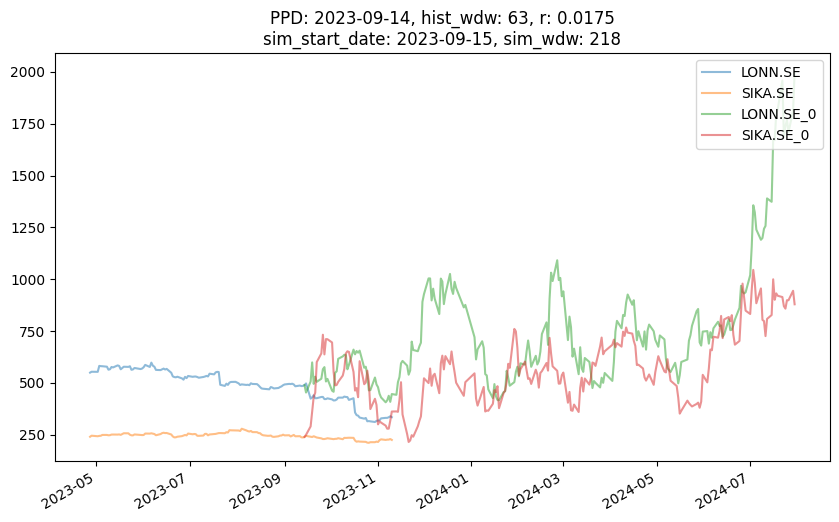 PPD: 2023-09-14, hist_wdw: 63, r: 0.0175
sim_start_date: 2023-09-15, sim_wdw: 218
2000
1750
1500
1250
1000
750
500
250
LONN.SE
SIKA.SE
LONN.SE_0
SIKA.SE_0
2023-05
2023-07
2023-09
2023-11
2024-01
2024-03
2024-05
2024-07